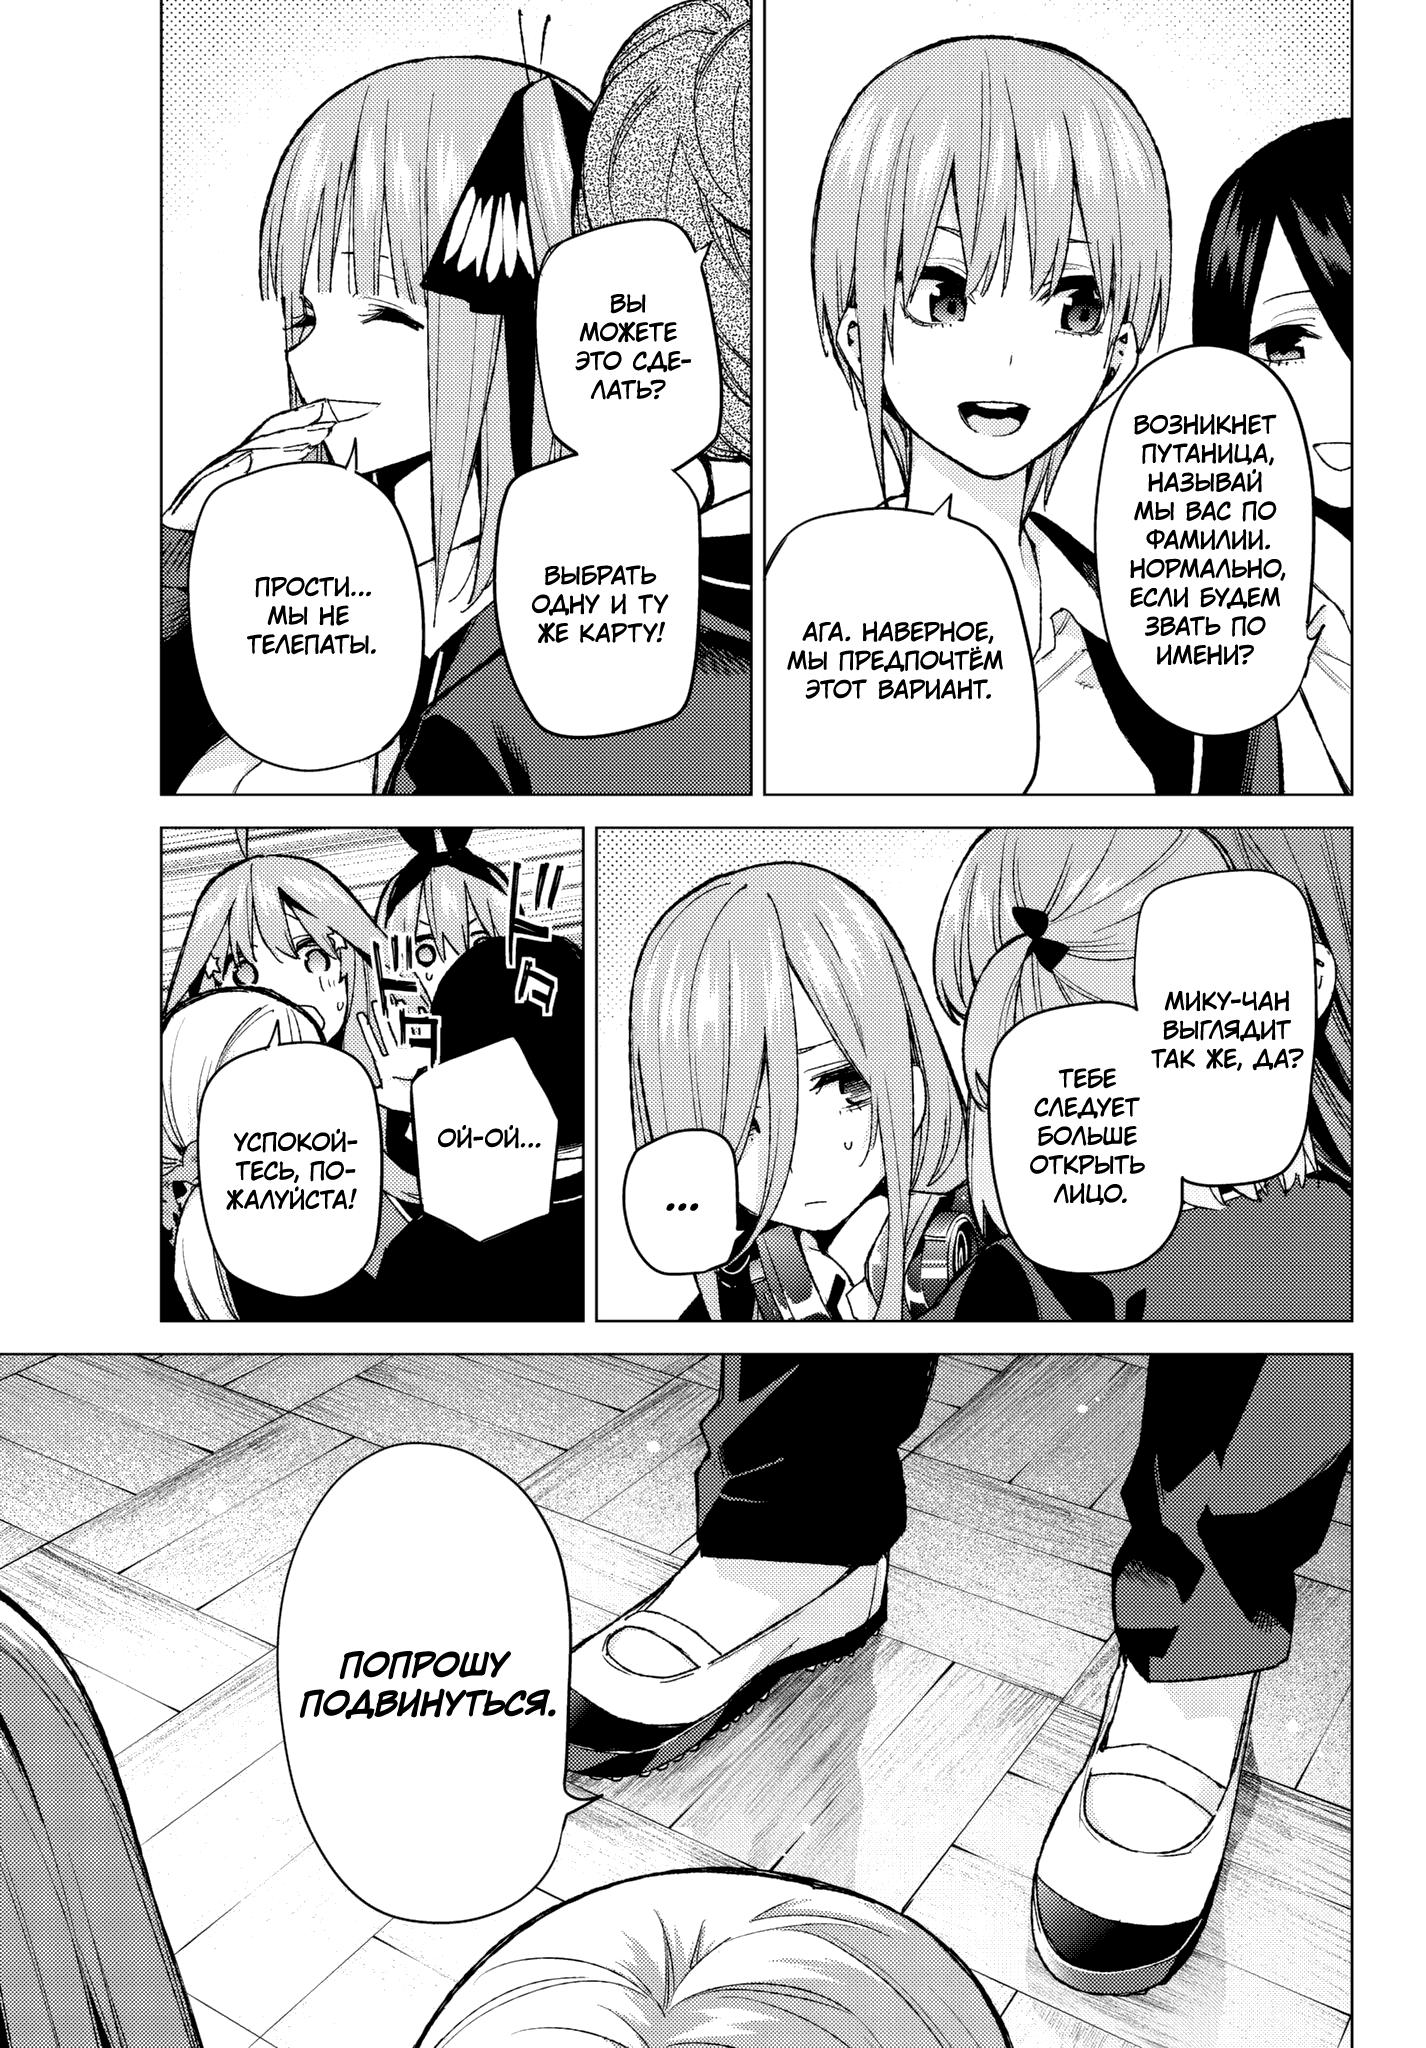 ВОЗНИКНЕТ
ПУТАНИЦА,
НАЗЫВАЙ
МЫ ВАС ПО
ФАМИЛИИ.
НОРМАЛЬНО,
ЕСЛИ БУДЕМ
ЗВАТЬ ПО
ИМЕНИ?
АГА. НАВЕРНОЕ,
МЫ ПРЕДПОЧТЁМ
ЭТОТ ВАРИАНТ.
ВЫ
МОЖЕТЕ
ЭТО СДЕ-
ЛАТЬ?
ВЫБРАТЬ
ОДНУ И ТУ
ЖЕ КАРТУ!
ПРОСТИ...
МЫ НЕ
ТЕЛЕПАТЫ.
МИКУ-ЧАН
ВЫГЛЯДИТ
ТАК ЖЕ, ДА?
ТЕБЕ
СЛЕДУЕТ
БОЛЬШЕ
ОТКРЫТЬ
ЛИЦО.
...
ОЙ-ОЙ...
УСПОКОЙ-
ТЕСЬ, ПО-
ЖАЛУЙСТА!
ПОПРОШУ
ПОДВИНУТЬСЯ.